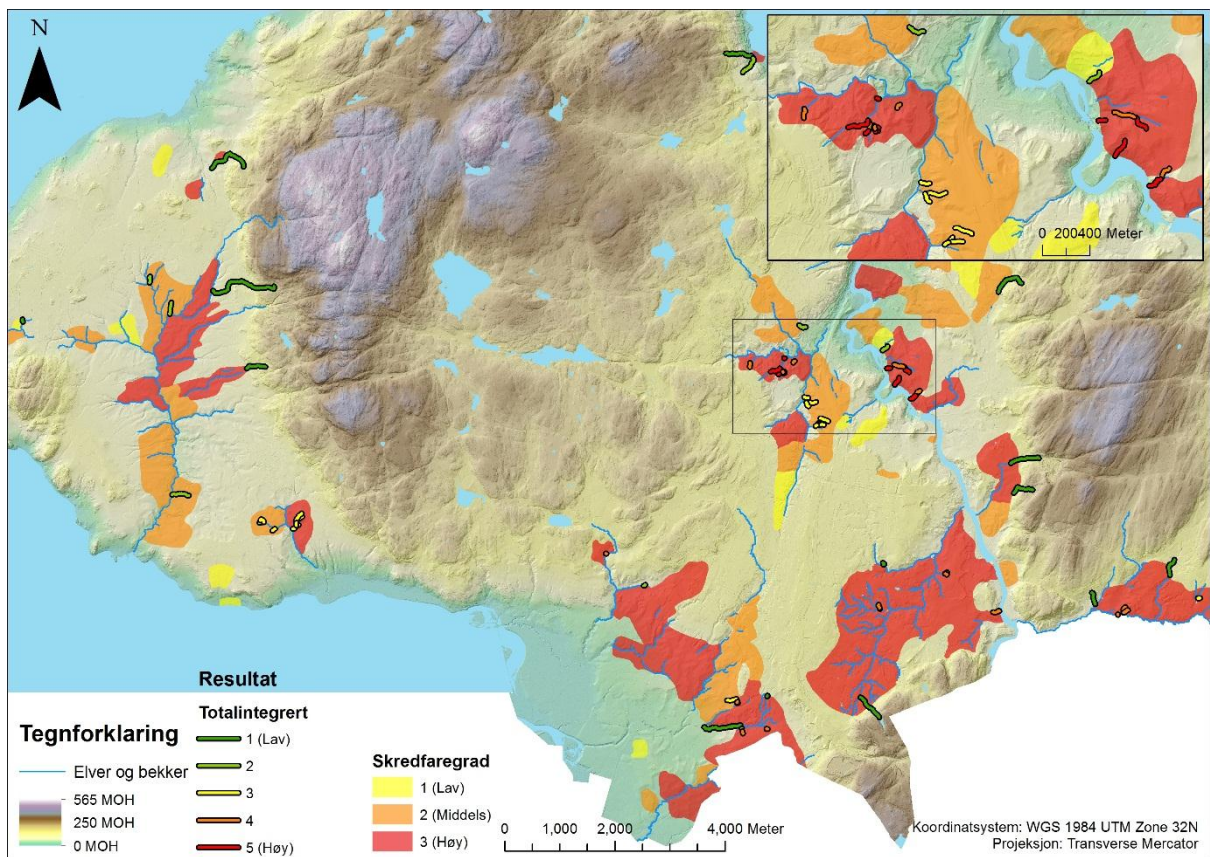 N
0 200400 Meter
Resultat
Totalintegrert
1 (Lav)
2
3
4
5 (Høy)
Tegnforklaring
Elver og bekker
565 MOH
250 MOH
0 MOH
Skredfaregrad
1 (Lav)
2 (Middels)
3 (Høy)
0 1,000 2,000 4,000 Meter
Koordinatsystem: WGS 1984 UTM Zone 32N
Projeksjon: Transverse Mercator